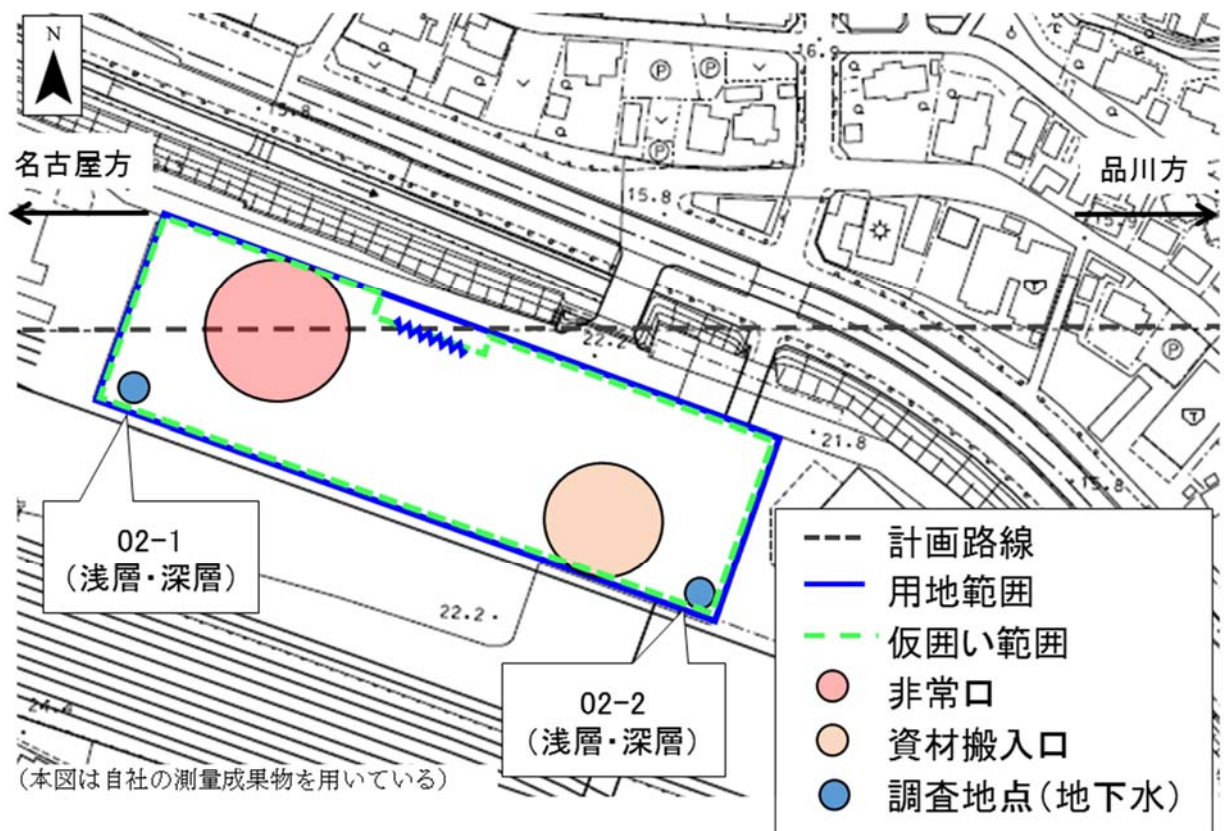 N
名古屋方
品川方
15.8
16.
15.8
22.2
21.8
15.8
22.2
24.4
02-1
(浅層・深層)
02-2
(浅層・深層)
計画路線
用地範囲
仮囲い範囲
非常口
資材搬入口
調査地点(地下水)
(本図は自社の測量成果物を用いている)